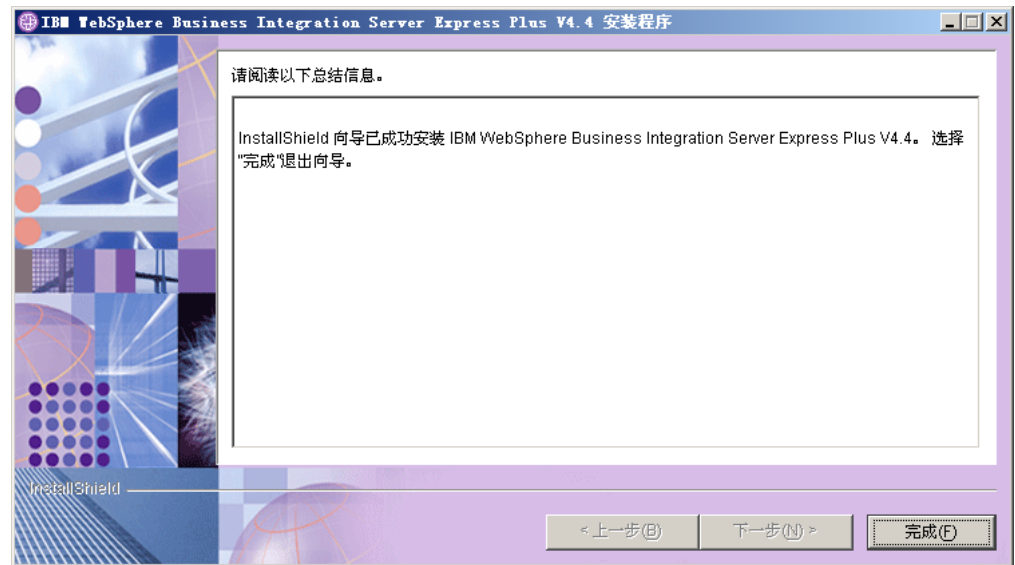 IBM WebSphere Business Integration Server Express Plus V4.4 安装程序
请阅读以下总结信息。
InstallShield 向导已成功安装 IBM WebSphere Business Integration Server Express Plus V4.4。 选择
"完成"退出向导。
InstallShield
< 上一步(B)
下一步(N) >
完成(F)